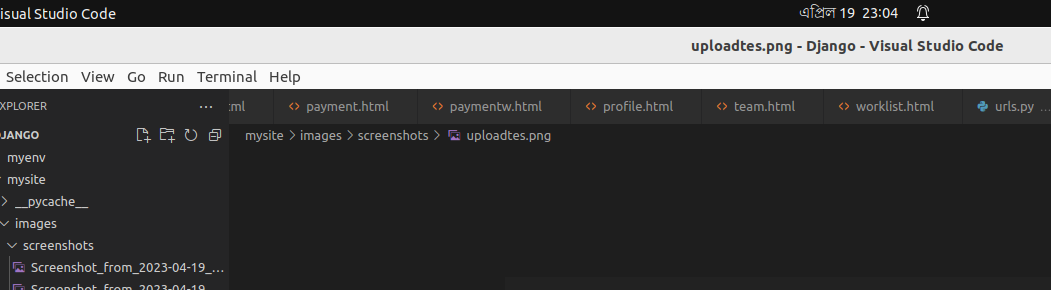 isual Studio Code
এপ্রিল 19 23:04
uploadtes.png - Django - Visual Studio Code
Selection View Go Run Terminal Help
XPLORER ...
ml payment.html paymentw.html profile.html team.html worklist.html urls.py ...
JANGO
mysite > images > screenshots > uploadtes.png
myenv
mysite
__pycache__
images
screenshots
Screenshot_from_2023-04-19_...
Screenshot_from_2023-04-19